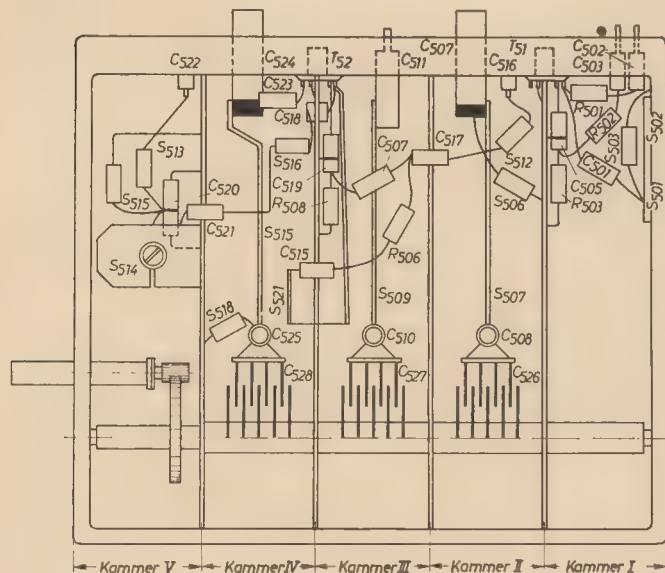 C522
C524
C523
C518
T52
C511
C507
C516
T51
C502
C503
R501
R502
S503
S502
S513
S516
C519
R508
C507
C517
S512
S506
C505
R503
C501
S501
S515
C520
C521
S515
C515
R506
S514
S518
S521
S509
S507
C525
C510
C508
C528
C527
C526
Kammer V
Kammer IV
Kammer III
Kammer II
Kammer I